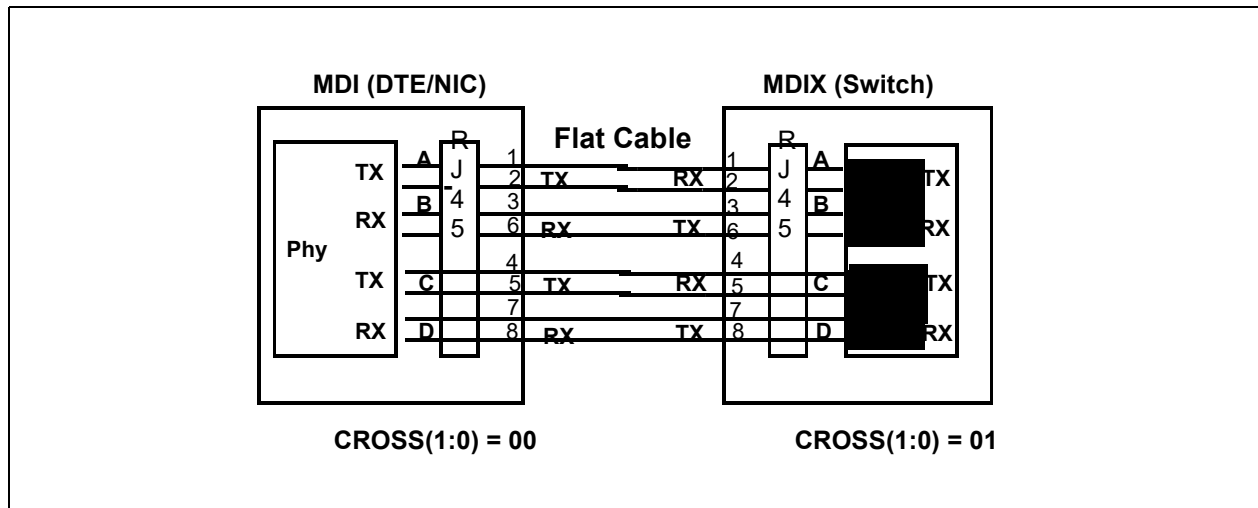 MDI (DTE/NIC)
MDIX (Switch)
Flat Cable
R
J
4
5
Phy
TX
RX
TX
RX
A
B
C
D
1
2
3
6
4
5
7
8
TX
RX
TX
RX
RX
TX
RX
TX
1
2
3
6
4
5
7
8
R
J
4
5
A
B
C
D
TX
RX
TX
RX
CROSS(1:0) = 00
CROSS(1:0) = 01